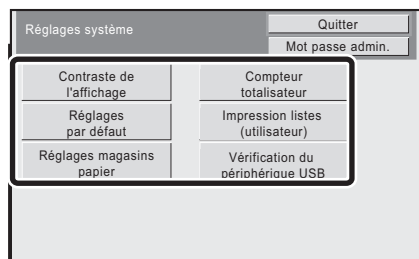 Réglages système
Quitter
Mot passe admin.
Contraste de
l'affichage
Compteur
totalisateur
Réglages
par défaut
Impression listes
(utilisateur)
Réglages magasins
papier
Vérification du
périphérique USB